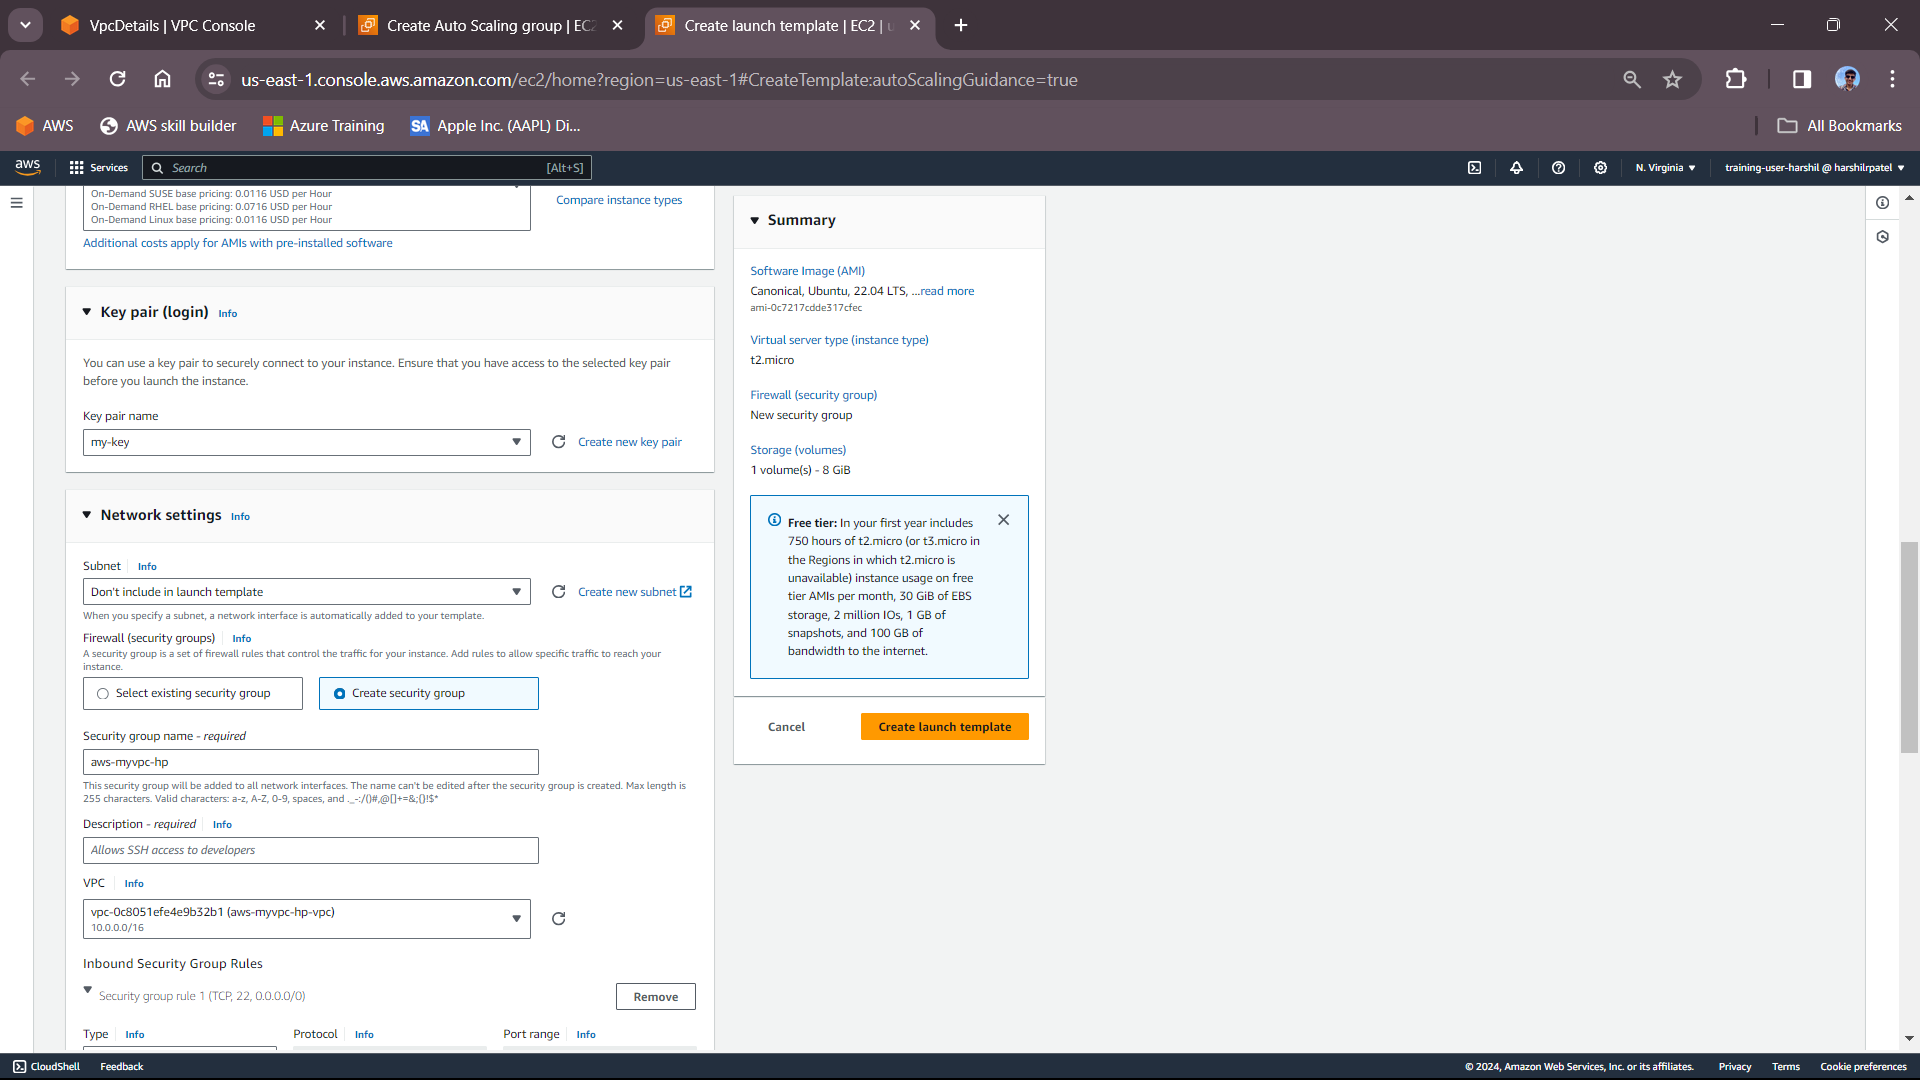 VpcDetails | VPC Console
Create Auto Scaling group | EC2
Create launch template | EC2 | u
us-east-1.console.aws.amazon.com/ec2/home?region=us-east-1#CreateTemplate:autoScalingGuidance=true
AWS
AWS skill builder
Azure Training
SA
Apple Inc. (AAPL) Di...
All Bookmarks
aws
Services
Search
[Alt+S]
N. Virginia
training-user-harshil @ harshilrpatel
On-Demand SUSE base pricing: 0.0116 USD per Hour
On-Demand RHEL base pricing: 0.0716 USD per Hour
On-Demand Linux base pricing: 0.0116 USD per Hour
Compare instance types
Additional costs apply for AMIs with pre-installed software
Key pair (login) Info
You can use a key pair to securely connect to your instance. Ensure that you have access to the selected key pair
before you launch the instance.
Key pair name
my-key
Create new key pair
Network settings Info
Subnet Info
Don't include in launch template
Create new subnet
When you specify a subnet, a network interface is automatically added to your template.
Firewall (security groups) Info
A security group is a set of firewall rules that control the traffic for your instance. Add rules to allow specific traffic to reach your
instance.
Select existing security group
Create security group
Security group name - required
aws-myvpc-hp
This security group will be added to all network interfaces. The name can't be edited after the security group is created. Max length is
255 characters. Valid characters: a-z, A-Z, 0-9, spaces, and ._-:/()#,@[]+=&;{}!$*
Description - required Info
Allows SSH access to developers
VPC Info
vpc-0c8051efe4e9b32b1 (aws-myvpc-hp-vpc)
10.0.0.0/16
Inbound Security Group Rules
Security group rule 1 (TCP, 22, 0.0.0.0/0)
Remove
Type Info
Protocol Info
Port range Info
Summary
Software Image (AMI)
Canonical, Ubuntu, 22.04 LTS, ...read more
ami-0c7217cdde317cfec
Virtual server type (instance type)
t2.micro
Firewall (security group)
New security group
Storage (volumes)
1 volume(s) - 8 GiB
Free tier: In your first year includes
750 hours of t2.micro (or t3.micro in
the Regions in which t2.micro is
unavailable) instance usage on free
tier AMIs per month, 30 GiB of EBS
storage, 2 million IOs, 1 GB of
snapshots, and 100 GB of
bandwidth to the internet.
Cancel
Create launch template
CloudShell
Feedback
© 2024, Amazon Web Services, Inc. or its affiliates.
Privacy
Terms
Cookie preferences